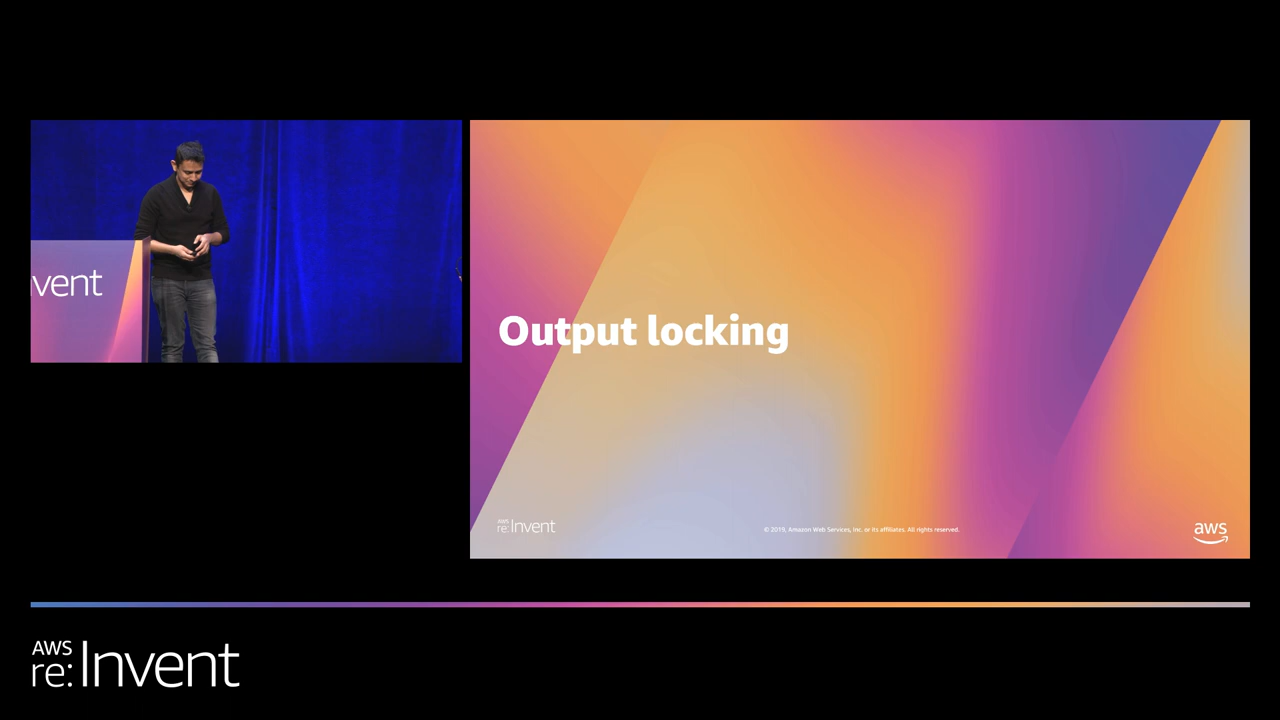 vent
Output locking
AWS
re:Invent
© 2019, Amazon Web Services, Inc. or its affiliates. All rights reserved.
aws
AWS
re:Invent